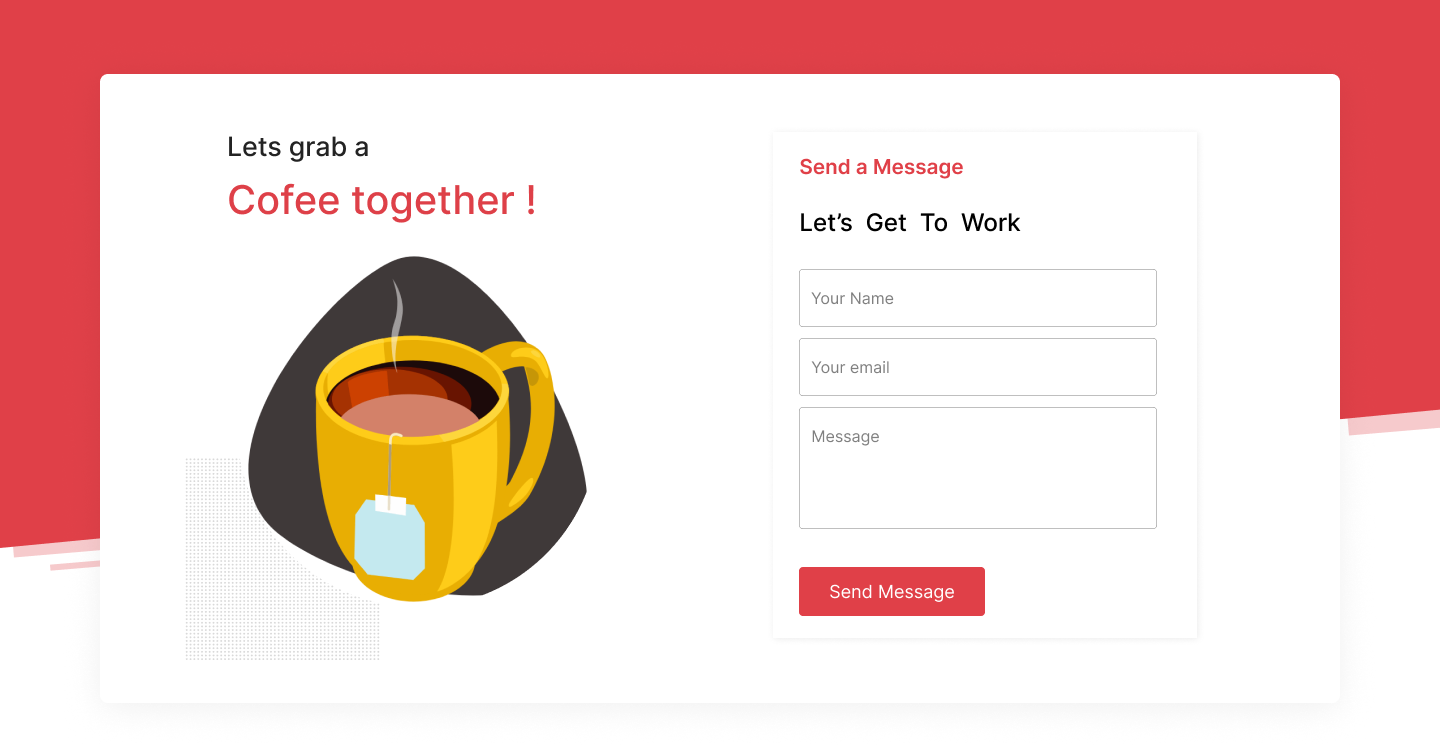 Lets grab a
Cofee together !
Send a Message
Let’s Get To Work
Your Name
Your email
Message
Send Message